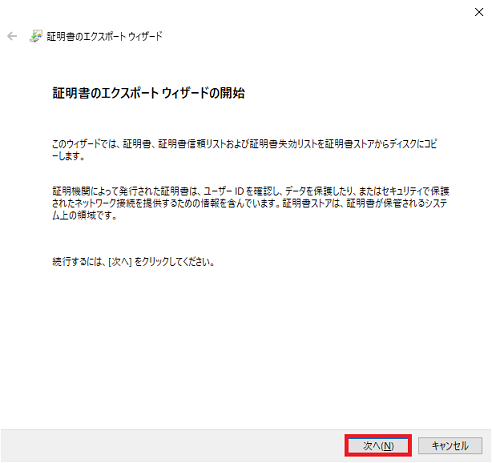 証明書のエクスポート ウィザード
証明書のエクスポート ウィザードの開始
このウィザードでは、証明書、証明書信頼リストおよび証明書失効リストを証明書ストアからディスクにコピ
ーします。
証明機関によって発行された証明書は、ユーザー ID を確認し、データを保護したり、またはセキュリティで保護
されたネットワーク接続を提供するための情報を含んでいます。証明書ストアは、証明書が保管されるシステ
ム上の領域です。
続行するには、[次へ] をクリックしてください。
次へ(N)
キャンセル